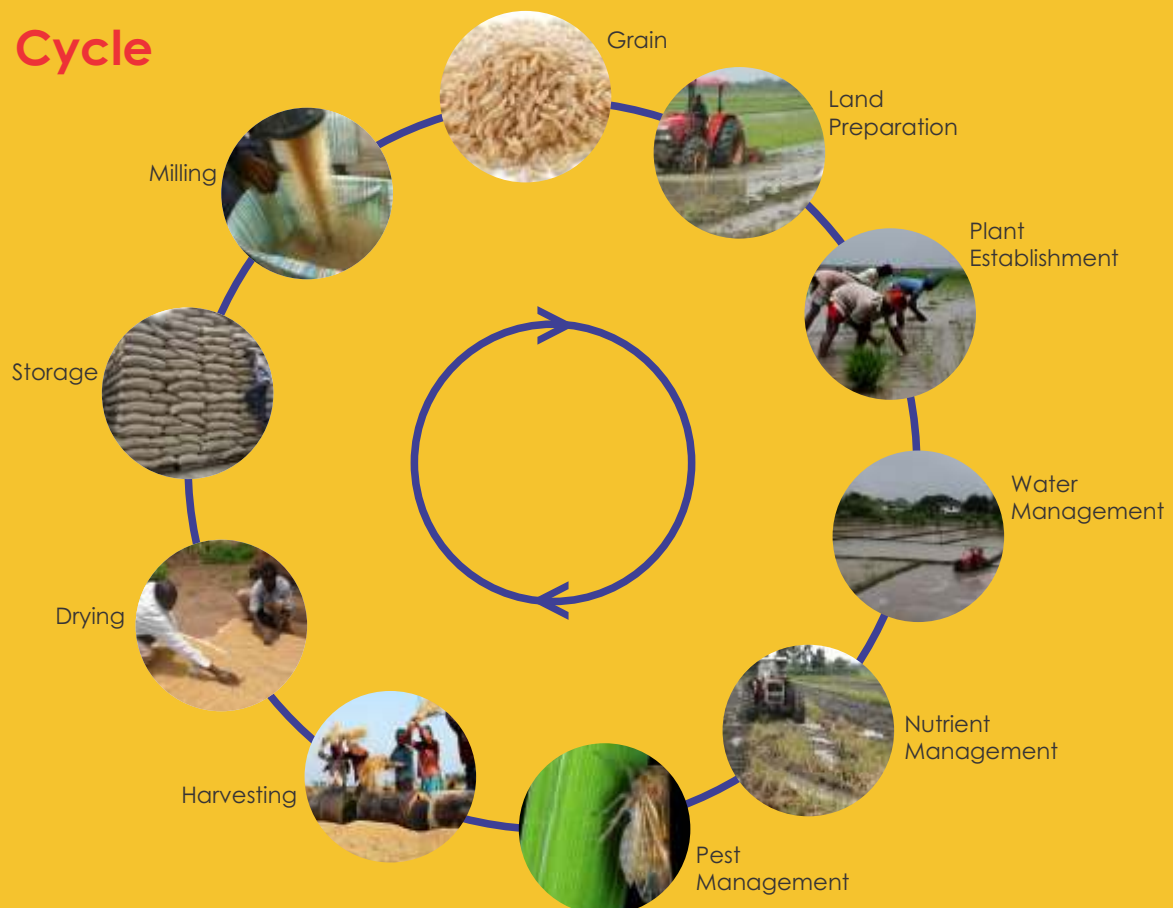 Cycle
Grain
Land
Preparation
Plant
Establishment
Water
Management
Nutrient
Management
Pest
Management
Harvesting
Drying
Storage
Milling